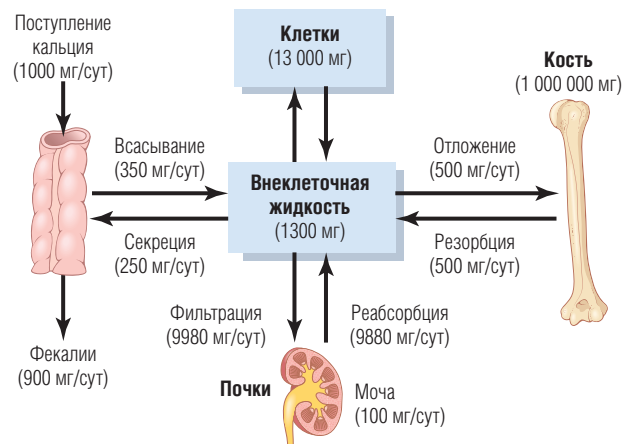 Поступление
кальция
(1000 мг/сут)
Клетки
(13 000 мг)
Кость
(1 000 000 мг)
Всасывание
(350 мг/сут)
Внеклеточная
жидкость
(1300 мг)
Отложение
(500 мг/сут)
Секреция
(250 мг/сут)
Резорбция
(500 мг/сут)
Фильтрация
(9980 мг/сут)
Реабсорбция
(9880 мг/сут)
Фекалии
(900 мг/сут)
Почки
Моча
(100 мг/сут)